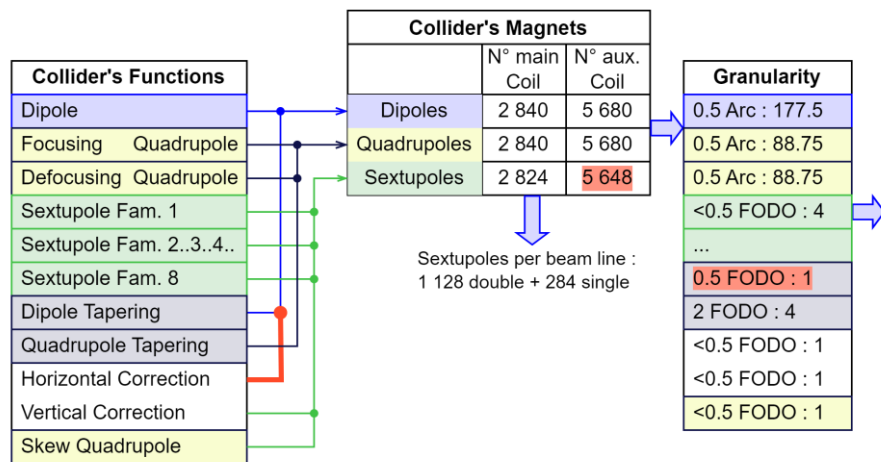 Collider's Magnets
N° main Coil
N° aux. Coil
Dipoles 2 840 5 680
Quadrupoles 2 840 5 680
Sextupoles 2 824 5 648
Sextupoles per beam line :
1 128 double + 284 single
Collider's Functions
Dipole
Focusing Quadrupole
Defocusing Quadrupole
Sextupole Fam. 1
Sextupole Fam. 2..3..4..
Sextupole Fam. 8
Dipole Tapering
Quadrupole Tapering
Horizontal Correction
Vertical Correction
Skew Quadrupole
Granularity
0.5 Arc : 177.5
0.5 Arc : 88.75
0.5 Arc : 88.75
<0.5 FODO : 4
...
0.5 FODO : 1
2 FODO : 4
<0.5 FODO : 1
<0.5 FODO : 1
<0.5 FODO : 1